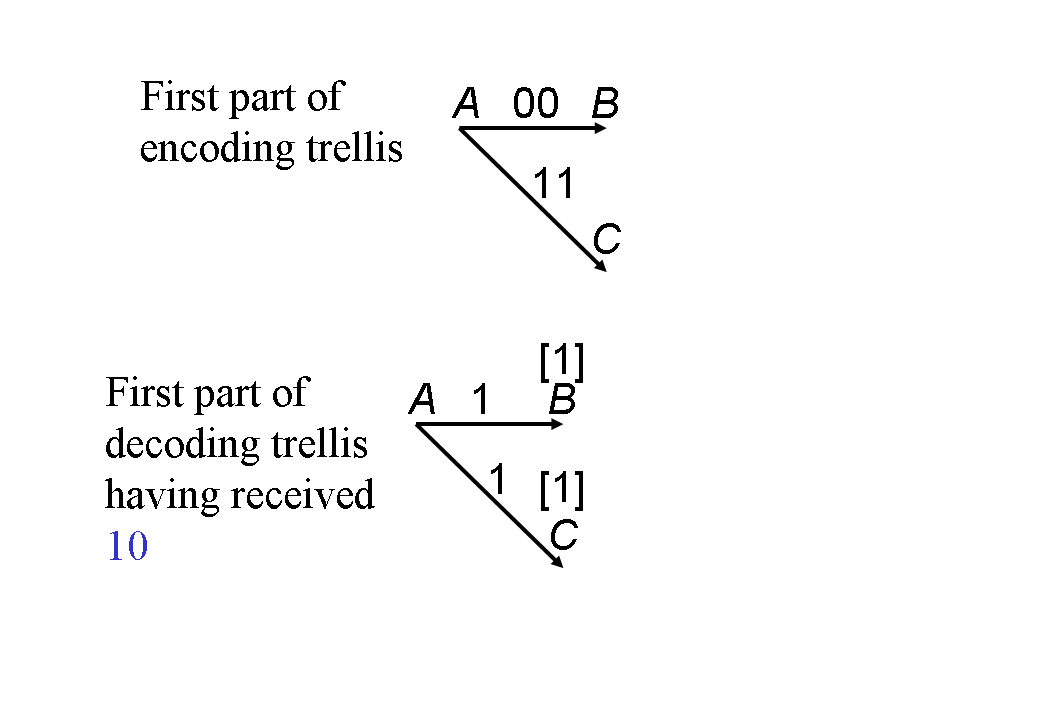 First part of
encoding trellis
A 00 B
11
C
First part of
decoding trellis
having received
10
[1]
A 1 B
1 [1]
C